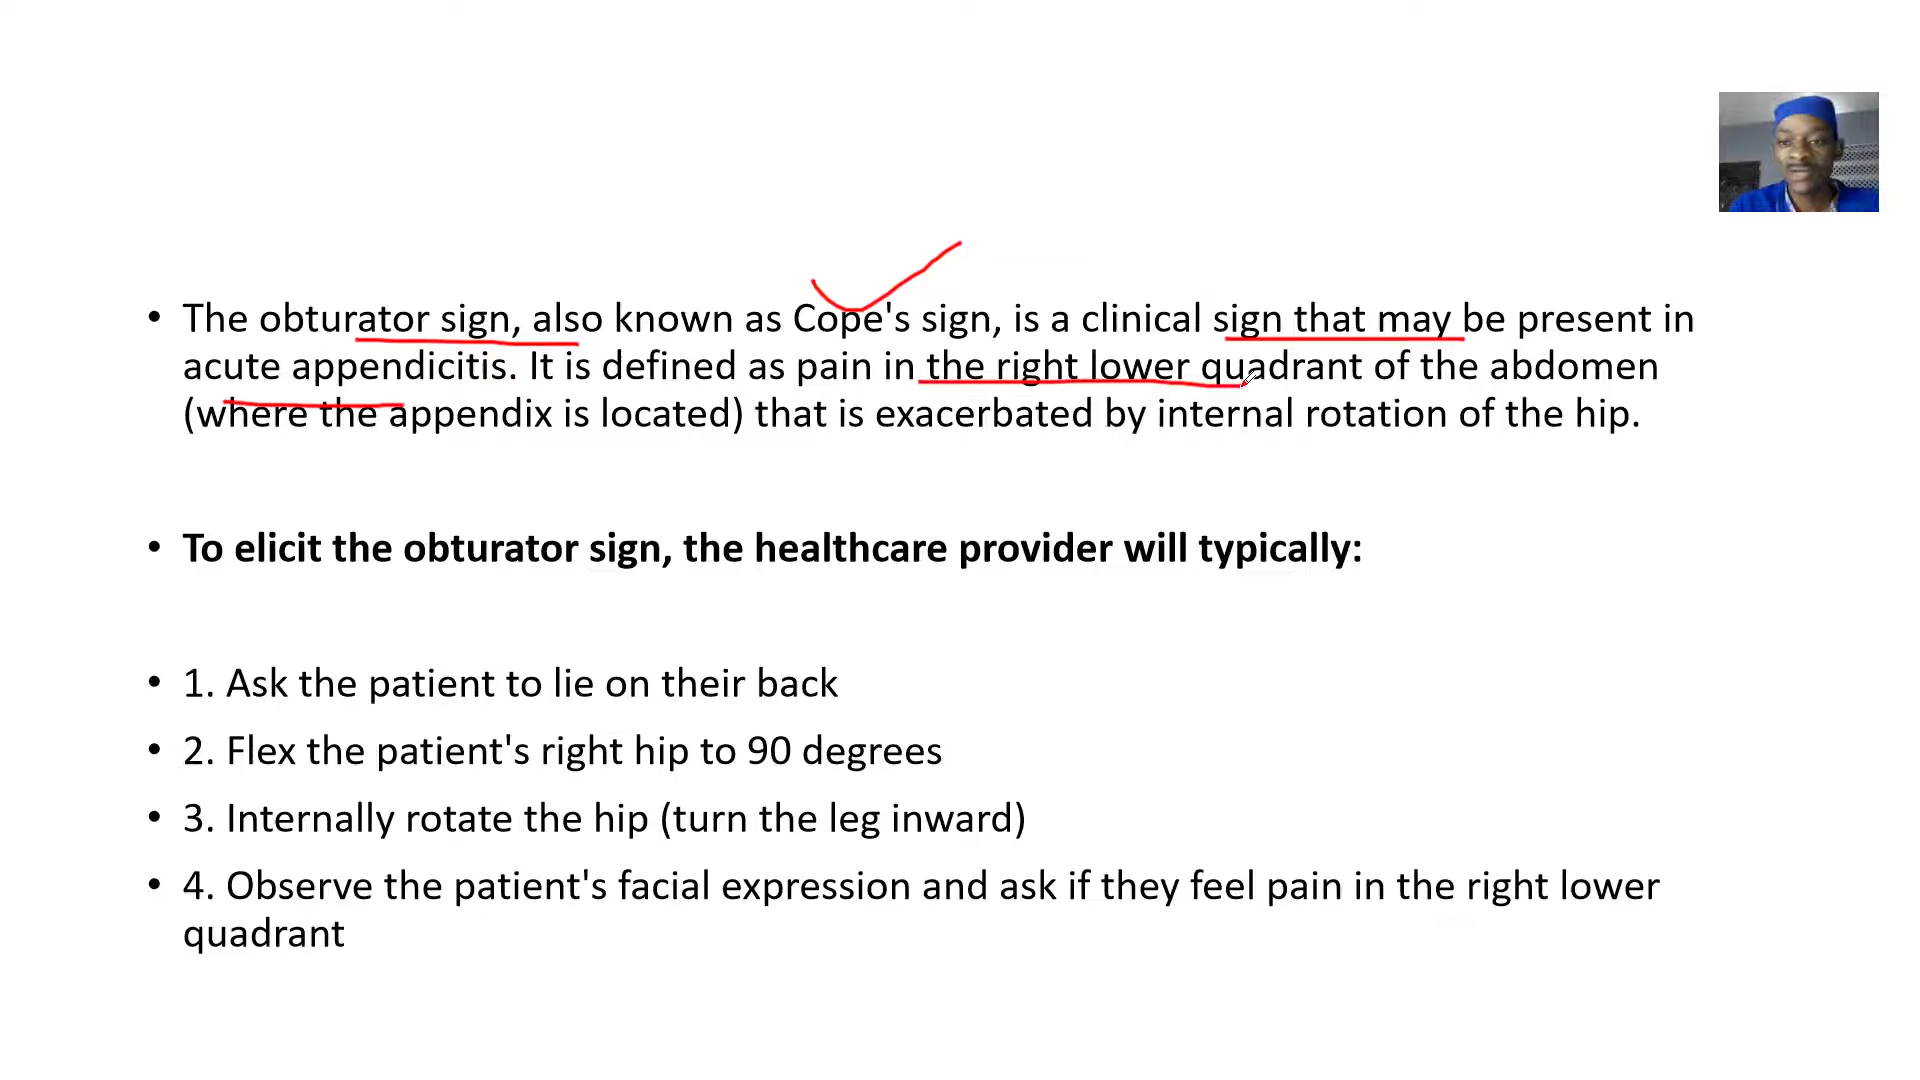 • The obturator sign, also known as Cope's sign, is a clinical sign that may be present in
acute appendicitis. It is defined as pain in the right lower quadrant of the abdomen
(where the appendix is located) that is exacerbated by internal rotation of the hip.
• To elicit the obturator sign, the healthcare provider will typically:
• 1. Ask the patient to lie on their back
• 2. Flex the patient's right hip to 90 degrees
• 3. Internally rotate the hip (turn the leg inward)
• 4. Observe the patient's facial expression and ask if they feel pain in the right lower
quadrant